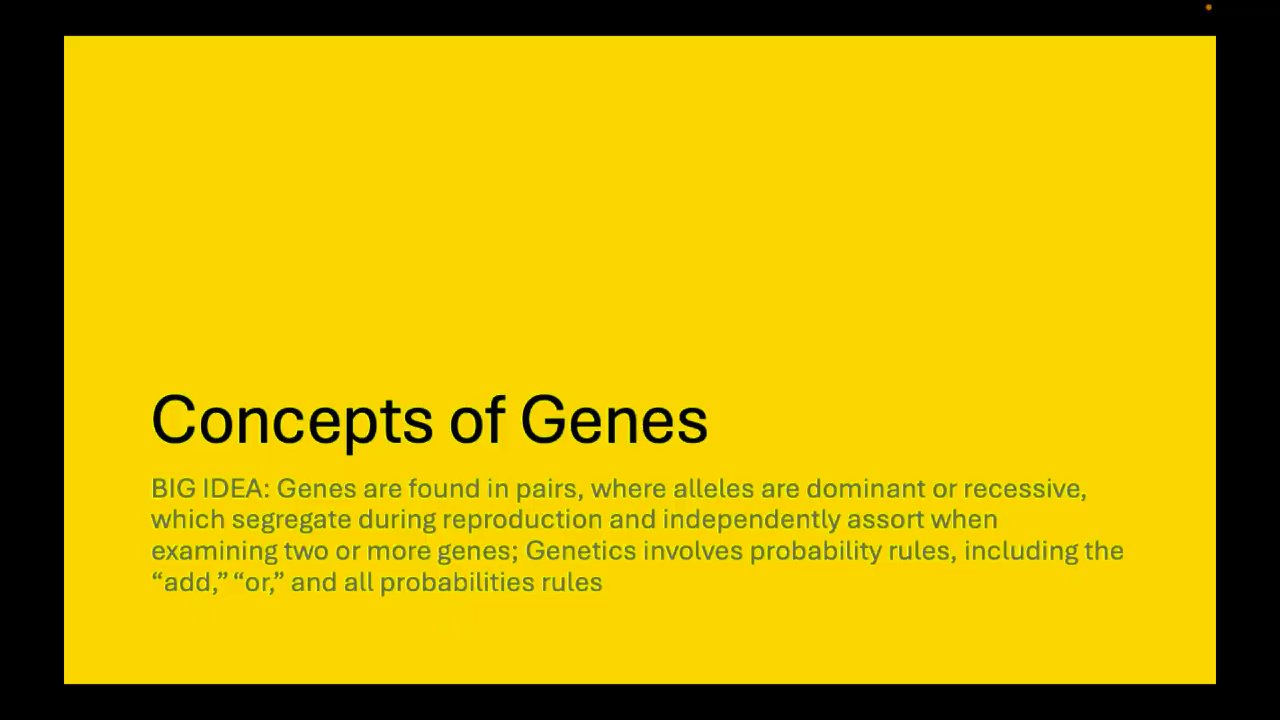 Concepts of Genes
BIG IDEA: Genes are found in pairs, where alleles are dominant or recessive,
which segregate during reproduction and independently assort when
examining two or more genes; Genetics involves probability rules, including the
“add,” “or,” and all probabilities rules